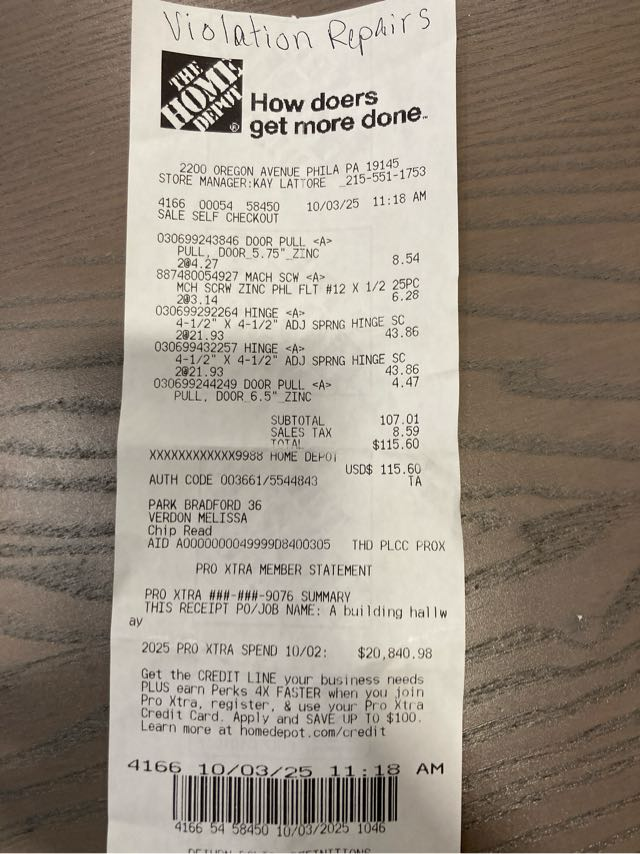 Violation Repairs
THE HOME DEPOT ®
How doers
get more done™
2200 OREGON AVENUE PHILA PA 19145
STORE MANAGER:KAY LATTORE 215-551-1753
4166 00054 58450 10/03/25 11:18 AM
SALE SELF CHECKOUT
030699243846 DOOR PULL <A>
PULL, DOOR 5.75" ZINC
2@4.27 8.54
887480054927 MACH SCW <A>
MCH SCRW ZINC PHL FLT #12 X 1/2 25PC
2@3.14 6.28
030699292264 HINGE <A>
4-1/2" X 4-1/2" ADJ SPRNG HINGE SC
2@21.93 43.86
030699432257 HINGE <A>
4-1/2" X 4-1/2" ADJ SPRNG HINGE SC
2@21.93 43.86
030699244249 DOOR PULL <A> 4.47
PULL, DOOR 6.5" ZINC
SUBTOTAL 107.01
SALES TAX 8.59
TOTAL $115.60
XXXXXXXXXXXX9988 HOME DEPOT
USD$ 115.60
AUTH CODE 003661/5544843 TA
PARK BRADFORD 36
VERDON MELISSA
Chip Read
AID A0000000049999D8400305 THD PLCC PROX
PRO XTRA MEMBER STATEMENT
PRO XTRA ###-###-9076 SUMMARY
THIS RECEIPT PO/JOB NAME: A building hallw
ay
2025 PRO XTRA SPEND 10/02: $20,840.98
Get the CREDIT LINE your business needs
PLUS earn Perks 4X FASTER when you join
Pro Xtra, register, & use your Pro Xtra
Credit Card. Apply and SAVE UP TO $100.
Learn more at homedepot.com/credit
4166 10/03/25 11:18 AM
4166 54 58450 10/03/2025 1046